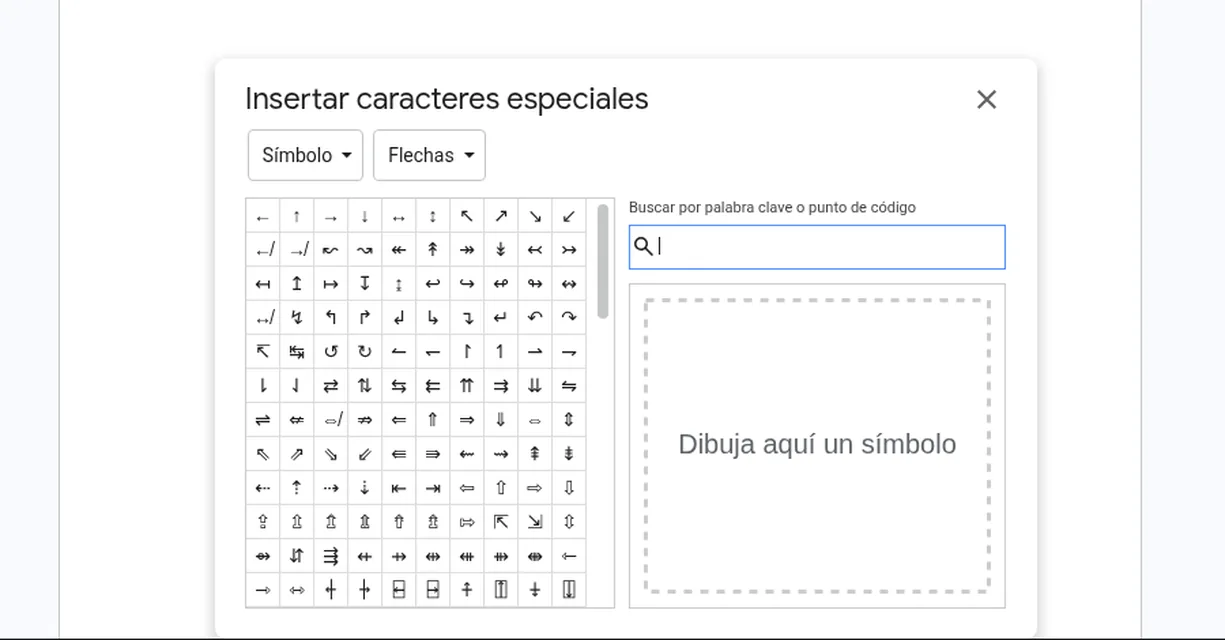 Insertar caracteres especiales
Símbolo Flechas
Buscar por palabra clave o punto de código
← ↑ → ↓ ↔ ↕ ↖ ↗ ↘ ↙
↚ ↛ ↜ ↝ ↞ ↟ ↠ ↡ ↢ ↣
↤ ↥ ↦ ↧ ↨ ↩ ↪ ↫ ↬ ↭
↮ ↯ ↰ ↱ ↲ ↳ ↴ ↵ ↶ ↷
↸ ↹ ↺ ↻ ↼ ↽ ↾ ↿ ⇀ ⇁
⇂ ⇃ ⇄ ⇅ ⇆ ⇇ ⇈ ⇉ ⇊ ⇋
⇌ ⇍ ⇎ ⇏ ⇐ ⇑ ⇒ ⇓ ⇔ ⇕
⇖ ⇗ ⇘ ⇙ ⇚ ⇛ ⇜ ⇝ ⇞ ⇟
⇠ ⇡ ⇢ ⇣ ⇤ ⇥ ⇦ ⇧ ⇨ ⇩
⇪ ⇫ ⇬ ⇭ ⇮ ⇯ ⇰ ⇱ ⇲ ⇳
⇴ ⇵ ⇶ ⇷ ⇸ ⇹ ⇺ ⇻ ⇼ ⇽
⇾ ⇿ ⍅ ⍆ ⍇ ⍈ ⍏ ⍐ ⍖ ⍗
Dibuja aquí un símbolo